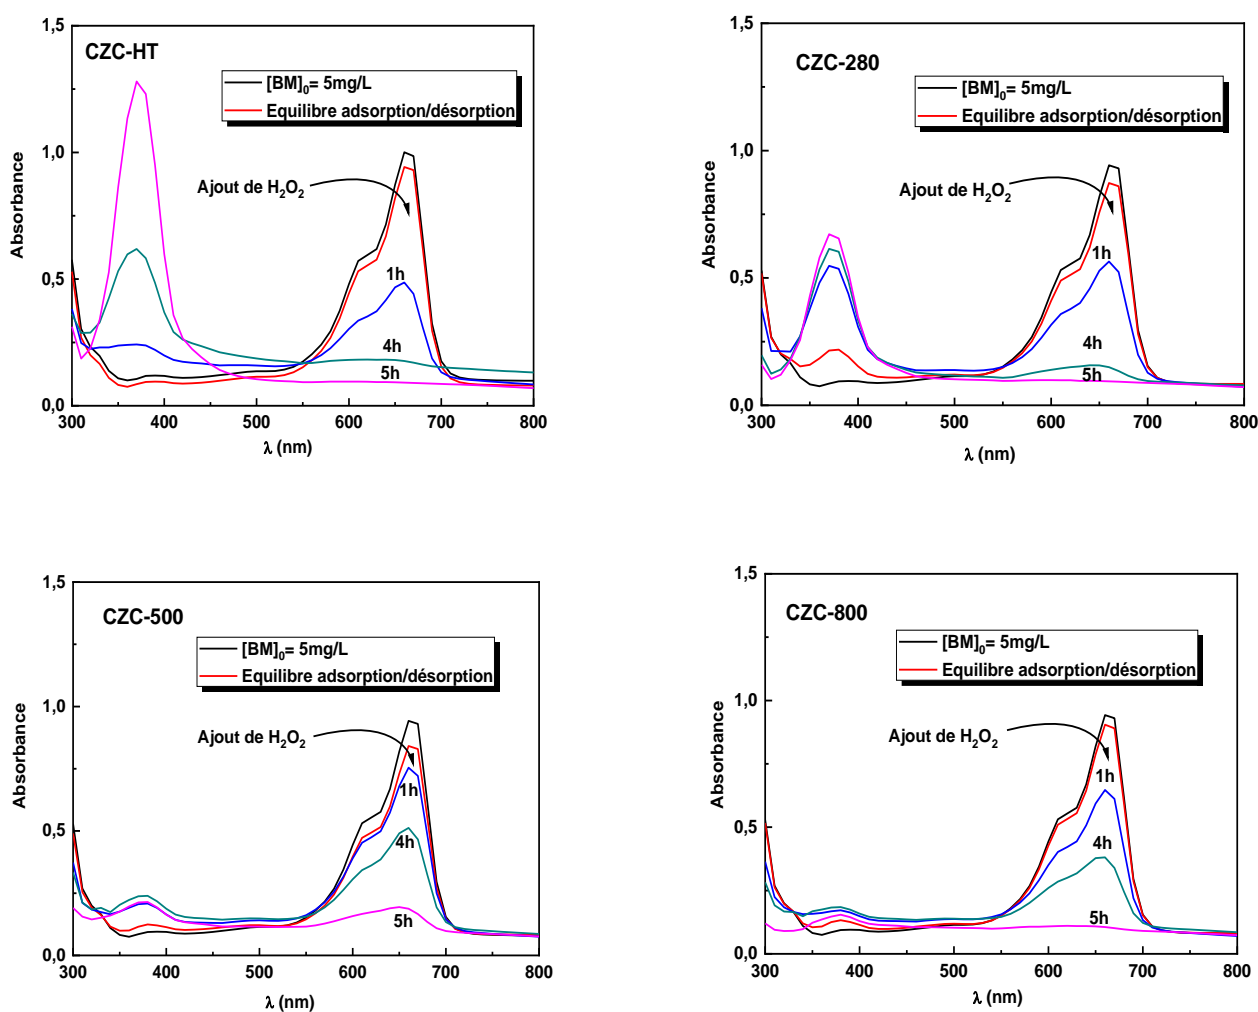 CZC-HT
[BM]₀= 5mg/L
Equilibre adsorption/désorption
Ajout de H₂O₂
1h
4h
5h
Absorbance
1,5
1,0
0,5
0,0
300 400 500 600 700 800
λ (nm)
CZC-280
[BM]₀= 5mg/L
Equilibre adsorption/désorption
Ajout de H₂O₂
1h
4h
5h
Absorbance
1,5
1,0
0,5
0,0
300 400 500 600 700 800
λ (nm)
CZC-500
[BM]₀= 5mg/L
Equilibre adsorption/désorption
Ajout de H₂O₂
1h
4h
5h
Absorbance
1,5
1,0
0,5
0,0
300 400 500 600 700 800
λ (nm)
CZC-800
[BM]₀= 5mg/L
Equilibre adsorption/désorption
Ajout de H₂O₂
1h
4h
5h
Absorbance
1,5
1,0
0,5
0,0
300 400 500 600 700 800
λ (nm)